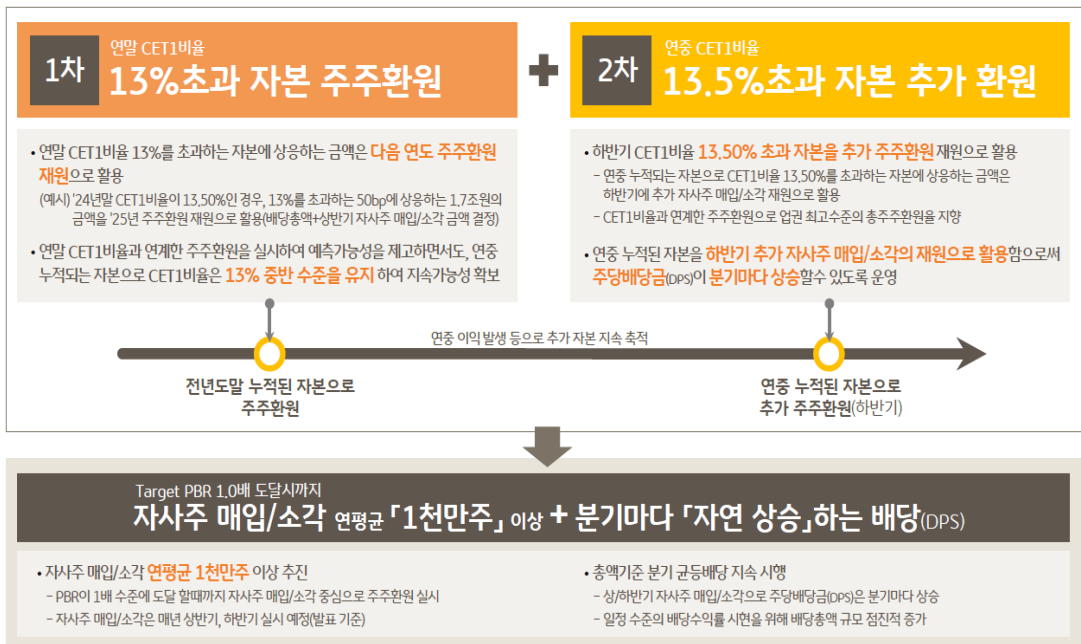 1차
연말 CET1비율
13%초과 자본 주주환원
+
2차
연중 CET1비율
13.5%초과 자본 추가 환원
• 연말 CET1비율 13%를 초과하는 자본에 상응하는 금액은 다음 연도 주주환원
재원으로 활용
(예시) '24년말 CET1비율이 13.50%인 경우, 13%를 초과하는 50bp에 상응하는 1.7조원의
금액을 '25년 주주환원 재원으로 활용(배당총액+상반기 자사주 매입/소각 금액 결정)
• 연말 CET1비율과 연계한 주주환원을 실시하여 예측가능성을 제고하면서도, 연중
누적되는 자본으로 CET1비율은 13% 중반 수준을 유지 하여 지속가능성 확보
• 하반기 CET1비율 13.50% 초과 자본을 추가 주주환원 재원으로 활용
– 연중 누적되는 자본으로 CET1비율 13.50%를 초과하는 자본에 상응하는 금액은
하반기에 추가 자사주 매입/소각 재원으로 활용
– CET1비율과 연계한 주주환원으로 업권 최고수준의 총주주환원율을 지향
• 연중 누적된 자본을 하반기 추가 자사주 매입/소각의 재원으로 활용함으로써
주당배당금(DPS)이 분기마다 상승할수 있도록 운영
연중 이익 발생 등으로 추가 자본 지속 축적
전년도말 누적된 자본으로
주주환원
연중 누적된 자본으로
추가 주주환원(하반기)
Target PBR 1.0배 도달시까지
자사주 매입/소각 연평균 「1천만주」 이상 + 분기마다 「자연 상승」하는 배당(DPS)
• 자사주 매입/소각 연평균 1천만주 이상 추진
– PBR이 1배 수준에 도달 할때까지 자사주 매입/소각 중심으로 주주환원 실시
– 자사주 매입/소각은 매년 상반기, 하반기 실시 예정(발표 기준)
• 총액기준 분기 균등배당 지속 시행
– 상/하반기 자사주 매입/소각으로 주당배당금(DPS)은 분기마다 상승
– 일정 수준의 배당수익률 시현을 위해 배당총액 규모 점진적 증가